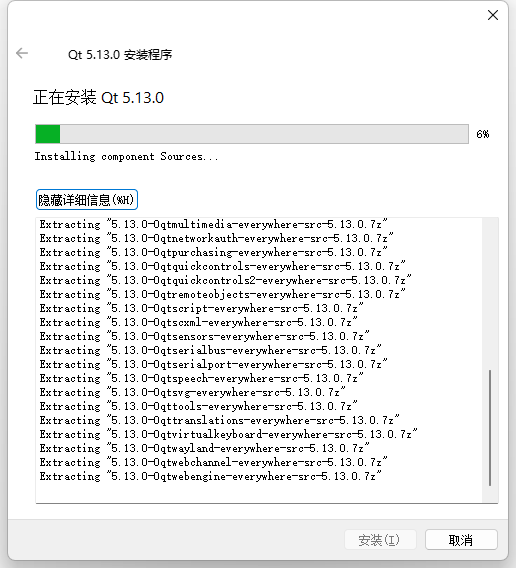 Qt 5.13.0 安装程序
正在安装 Qt 5.13.0
6%
Installing component Sources...
隐藏详细信息(%H)
Extracting "5.13.0-0qtmultimedia-everywhere-src-5.13.0.7z"
Extracting "5.13.0-0qtnetworkauth-everywhere-src-5.13.0.7z"
Extracting "5.13.0-0qtpurchasing-everywhere-src-5.13.0.7z"
Extracting "5.13.0-0qtquickcontrols-everywhere-src-5.13.0.7z"
Extracting "5.13.0-0qtquickcontrols2-everywhere-src-5.13.0.7z"
Extracting "5.13.0-0qtremoteobjects-everywhere-src-5.13.0.7z"
Extracting "5.13.0-0qtscript-everywhere-src-5.13.0.7z"
Extracting "5.13.0-0qtscxml-everywhere-src-5.13.0.7z"
Extracting "5.13.0-0qtsensors-everywhere-src-5.13.0.7z"
Extracting "5.13.0-0qtserialbus-everywhere-src-5.13.0.7z"
Extracting "5.13.0-0qtserialport-everywhere-src-5.13.0.7z"
Extracting "5.13.0-0qtspeech-everywhere-src-5.13.0.7z"
Extracting "5.13.0-0qtsvg-everywhere-src-5.13.0.7z"
Extracting "5.13.0-0qttools-everywhere-src-5.13.0.7z"
Extracting "5.13.0-0qttranslations-everywhere-src-5.13.0.7z"
Extracting "5.13.0-0qtvirtualkeyboard-everywhere-src-5.13.0.7z"
Extracting "5.13.0-0qtwayland-everywhere-src-5.13.0.7z"
Extracting "5.13.0-0qtwebchannel-everywhere-src-5.13.0.7z"
Extracting "5.13.0-0qtwebengine-everywhere-src-5.13.0.7z"
安装(I)
取消